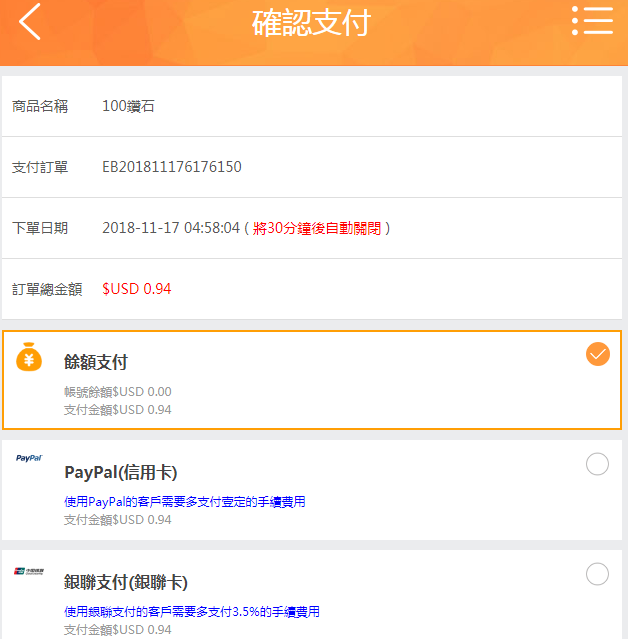 確認支付
商品名稱 100鑽石
支付訂單 EB201811176176150
下單日期 2018-11-17 04:58:04 ( 將30分鐘後自動關閉 )
訂單總金額 $USD 0.94
餘額支付
帳號餘額$USD 0.00
支付金額$USD 0.94
PayPal
PayPal(信用卡)
使用PayPal的客戶需要多支付壹定的手續費用
支付金額$USD 0.94
銀聯支付(銀聯卡)
使用銀聯支付的客戶需要多支付3.5%的手續費用
支付金額$USD 0.94